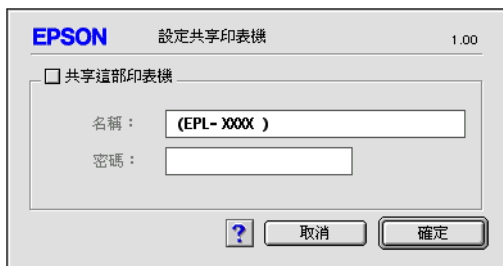 EPSON 設定共享印表機 1.00
共享這部印表機
名稱： (EPL- XXXX )
密碼：
? 取消 確定